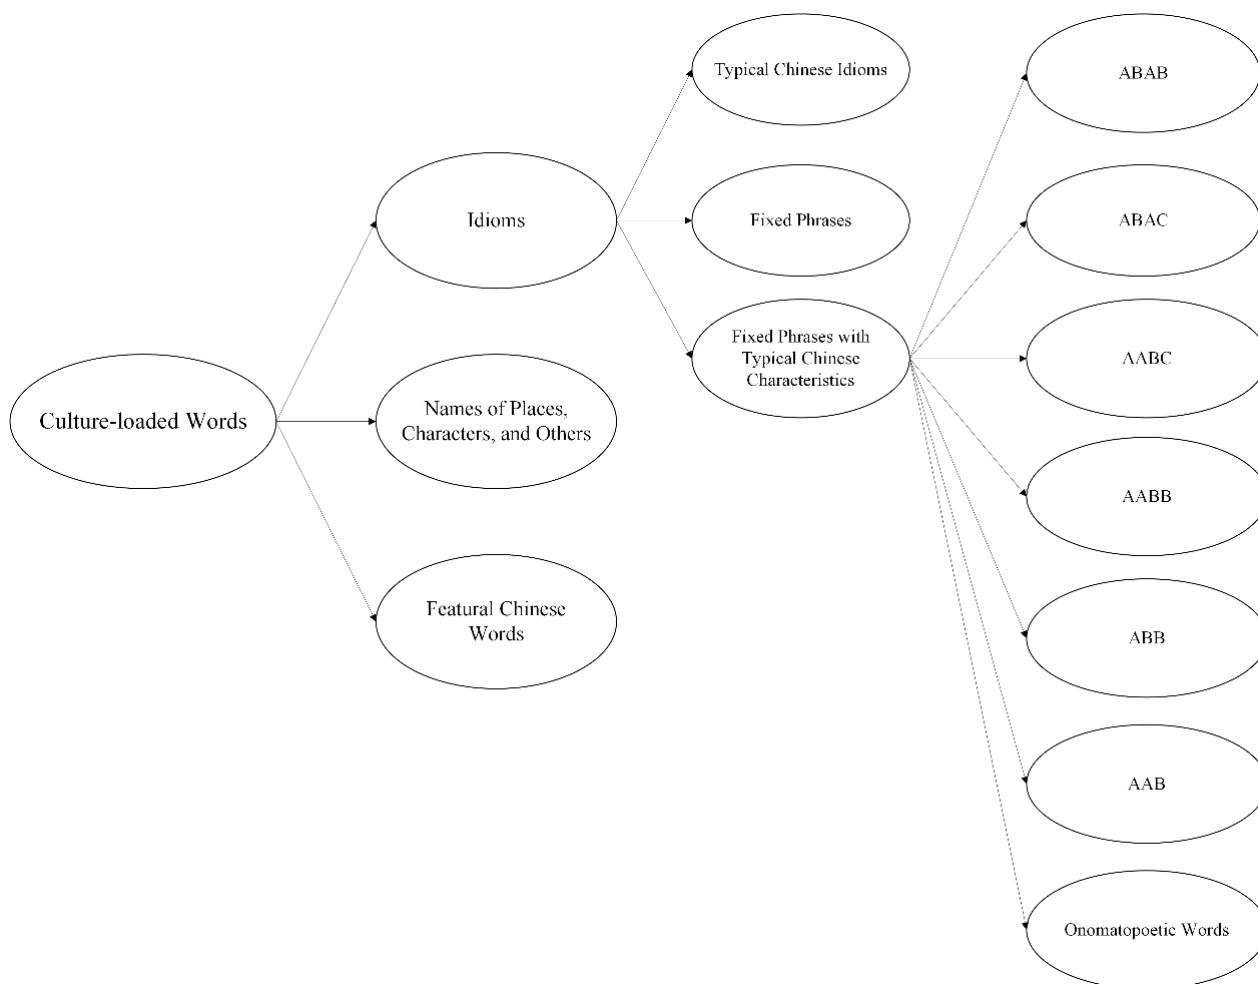 Culture-loaded Words
Idioms
Names of Places,
Characters, and Others
Featural Chinese
Words
Typical Chinese Idioms
Fixed Phrases
Fixed Phrases with
Typical Chinese
Characteristics
ABAB
ABAC
AABC
AABB
ABB
AAB
Onomatopoetic Words